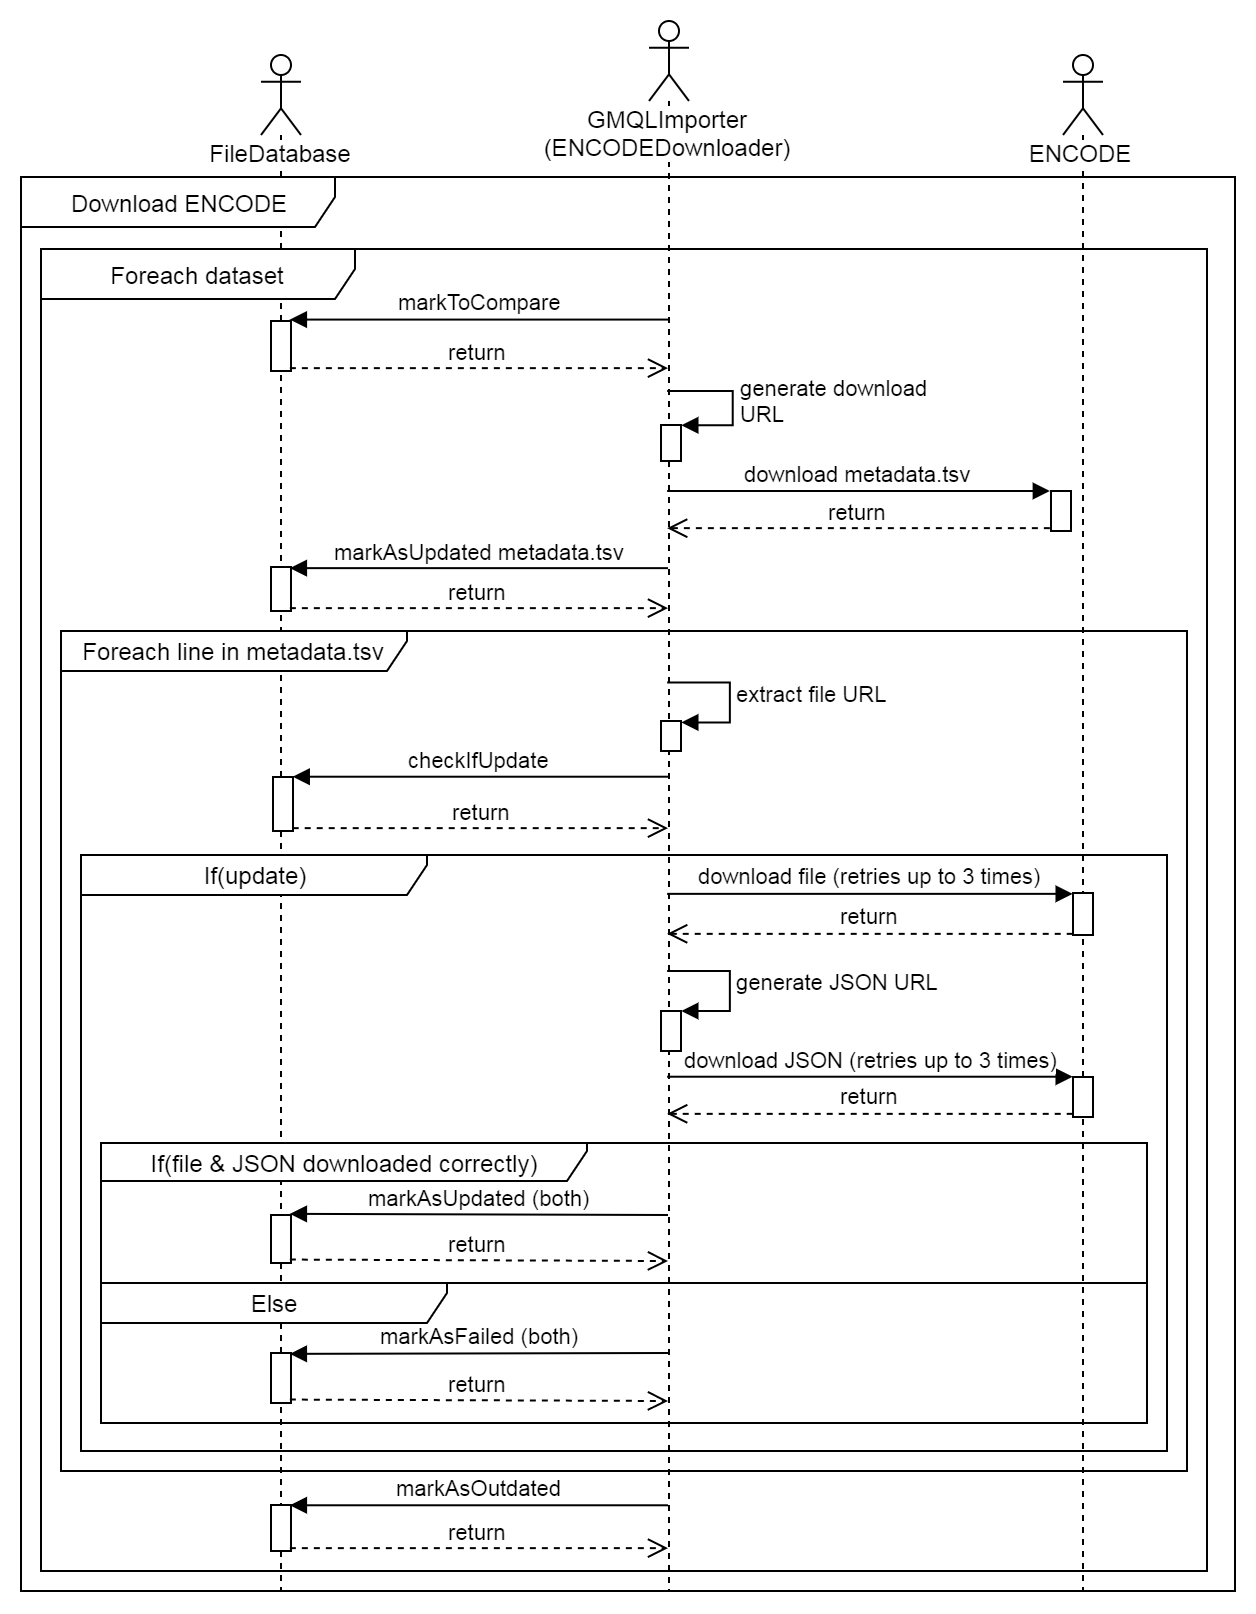 GMQLImporter
(ENCODEDownloader)
FileDatabase
ENCODE
Download ENCODE
Foreach dataset
markToCompare
return
generate download
URL
download metadata.tsv
return
markAsUpdated metadata.tsv
return
Foreach line in metadata.tsv
extract file URL
checkIfUpdate
return
If(update)
download file (retries up to 3 times)
return
generate JSON URL
download JSON (retries up to 3 times)
return
If(file & JSON downloaded correctly)
markAsUpdated (both)
return
Else
markAsFailed (both)
return
markAsOutdated
return